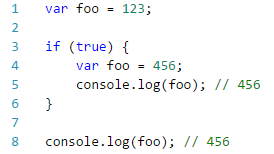 1 var foo = 123;
2
3 if (true) {
4     var foo = 456;
5     console.log(foo); // 456
6 }
7
8 console.log(foo); // 456